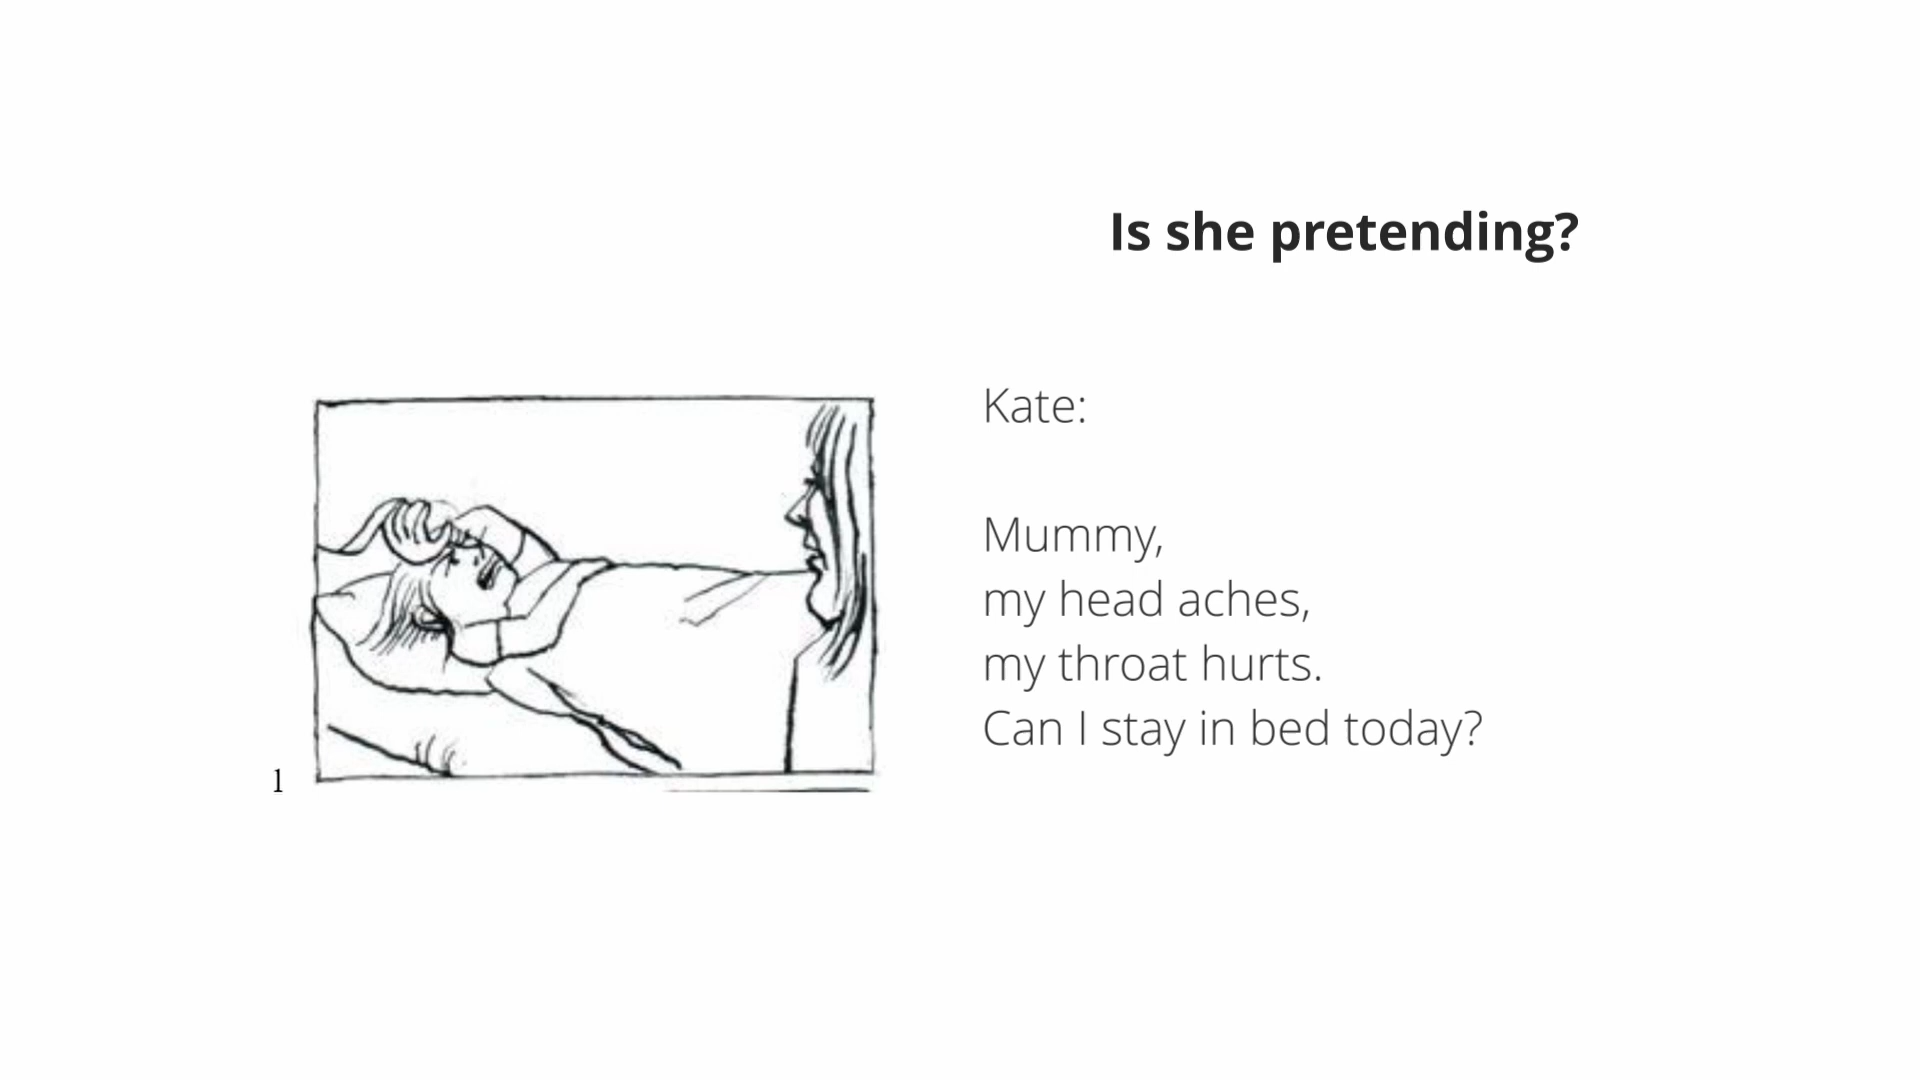 Is she pretending?
Kate:
Mummy,
my head aches,
my throat hurts.
Can I stay in bed today?
1